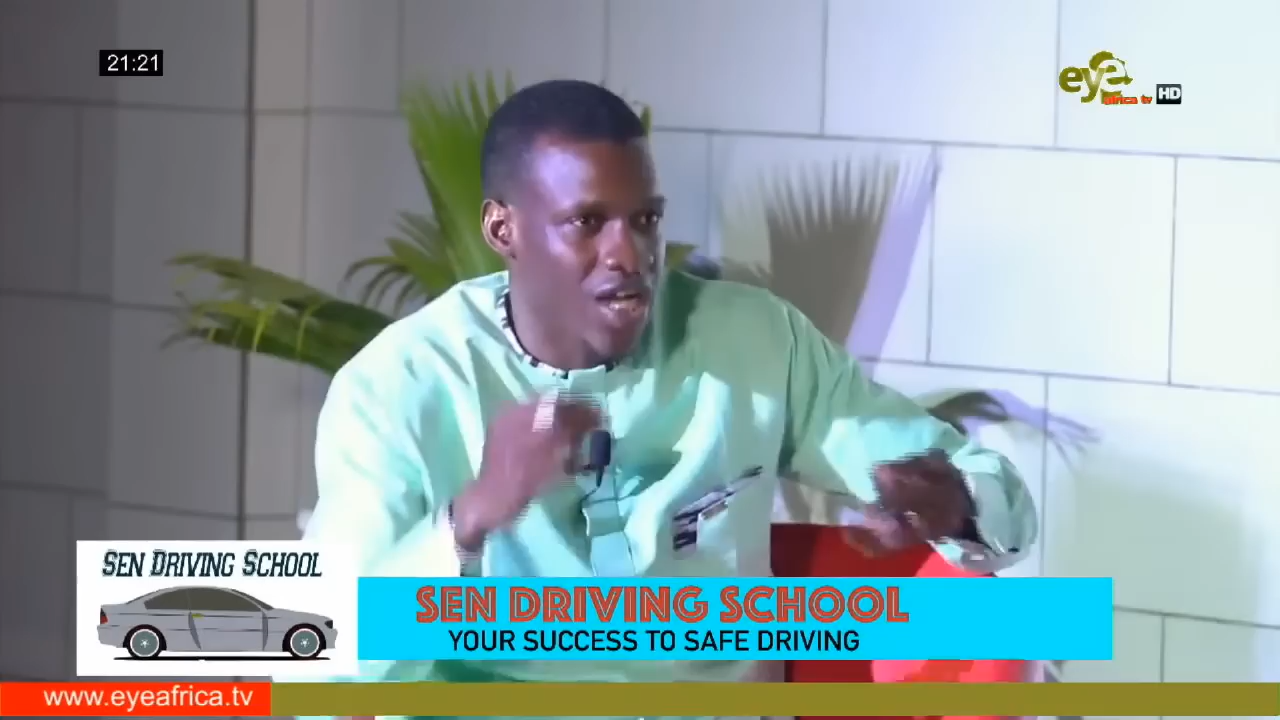 21:21
eye
africa tv HD
SEN DRIVING SCHOOL
SEN DRIVING SCHOOL
YOUR SUCCESS TO SAFE DRIVING
www.eyeafrica.tv